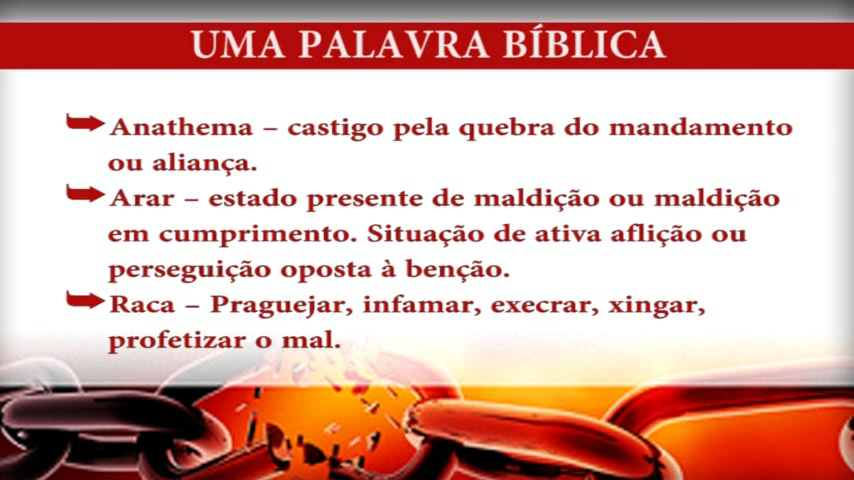 UMA PALAVRA BÍBLICA
Anathema – castigo pela quebra do mandamento
ou aliança.
Arar – estado presente de maldição ou maldição
em cumprimento. Situação de ativa aflição ou
perseguição oposta à benção.
Raca – Praguejar, infamar, execrar, xingar,
profetizar o mal.